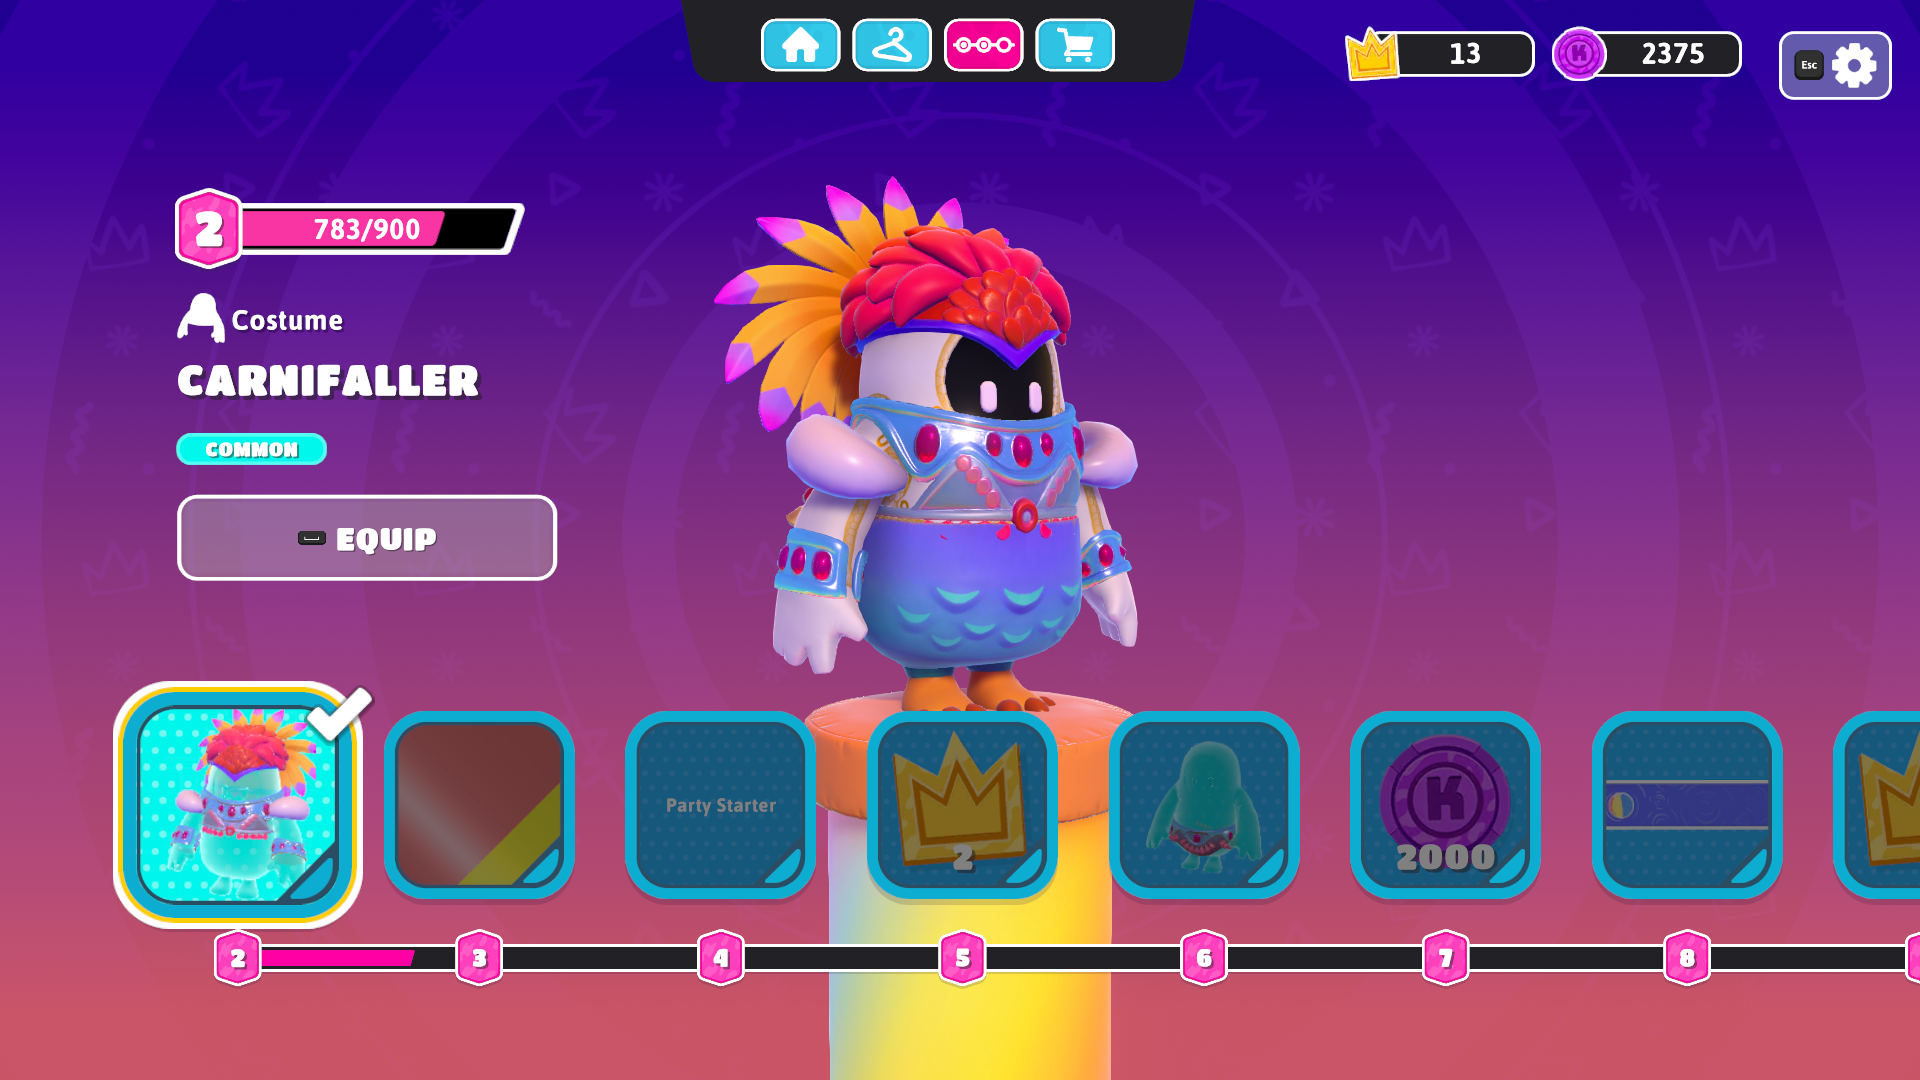 13
K
2375
Esc
2
783/900
Costume
CARNIFALLER
COMMON
EQUIP
Party Starter
2
K
2000
2
3
4
5
6
7
8